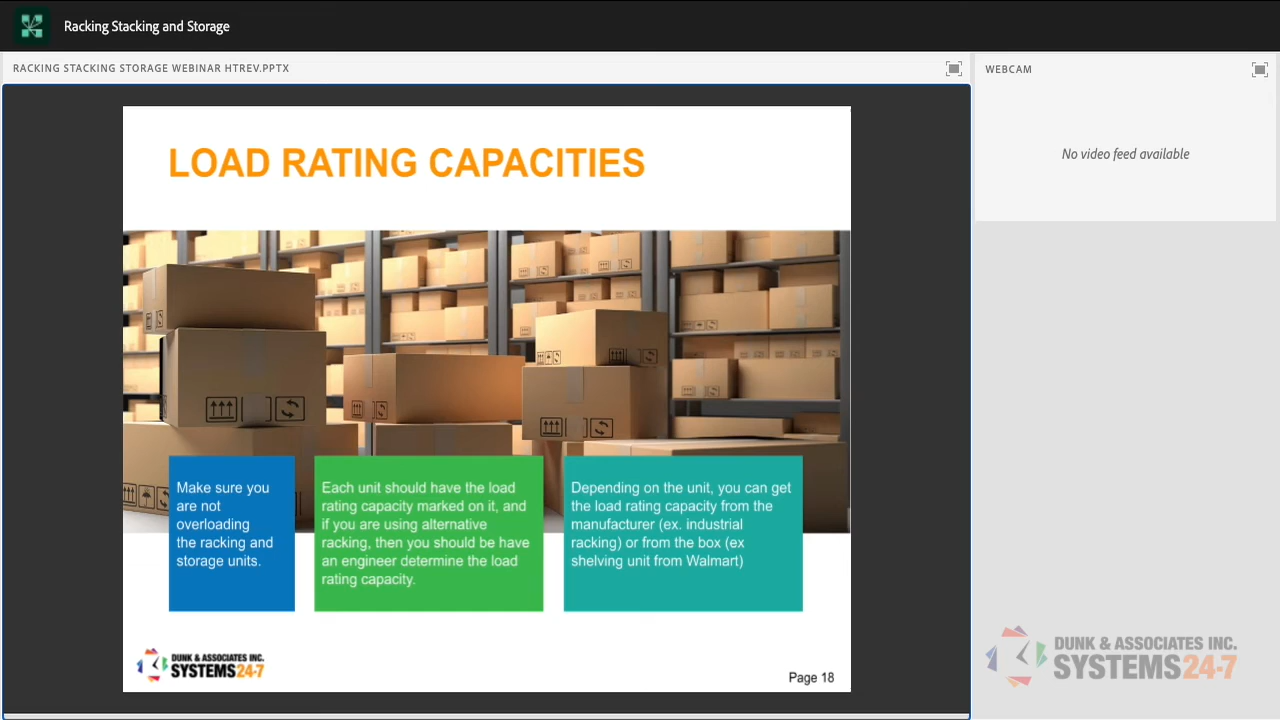 Racking Stacking and Storage
RACKING STACKING STORAGE WEBINAR HTREV.PPTX
WEBCAM
No video feed available
LOAD RATING CAPACITIES
Make sure you
are not
overloading
the racking and
storage units.
Each unit should have the load
rating capacity marked on it, and
if you are using alternative
racking, then you should be have
an engineer determine the load
rating capacity.
Depending on the unit, you can get
the load rating capacity from the
manufacturer (ex. industrial
racking) or from the box (ex
shelving unit from Walmart)
DUNK & ASSOCIATES INC.
SYSTEMS 24-7
Page 18
DUNK & ASSOCIATES INC.
SYSTEMS 24-7